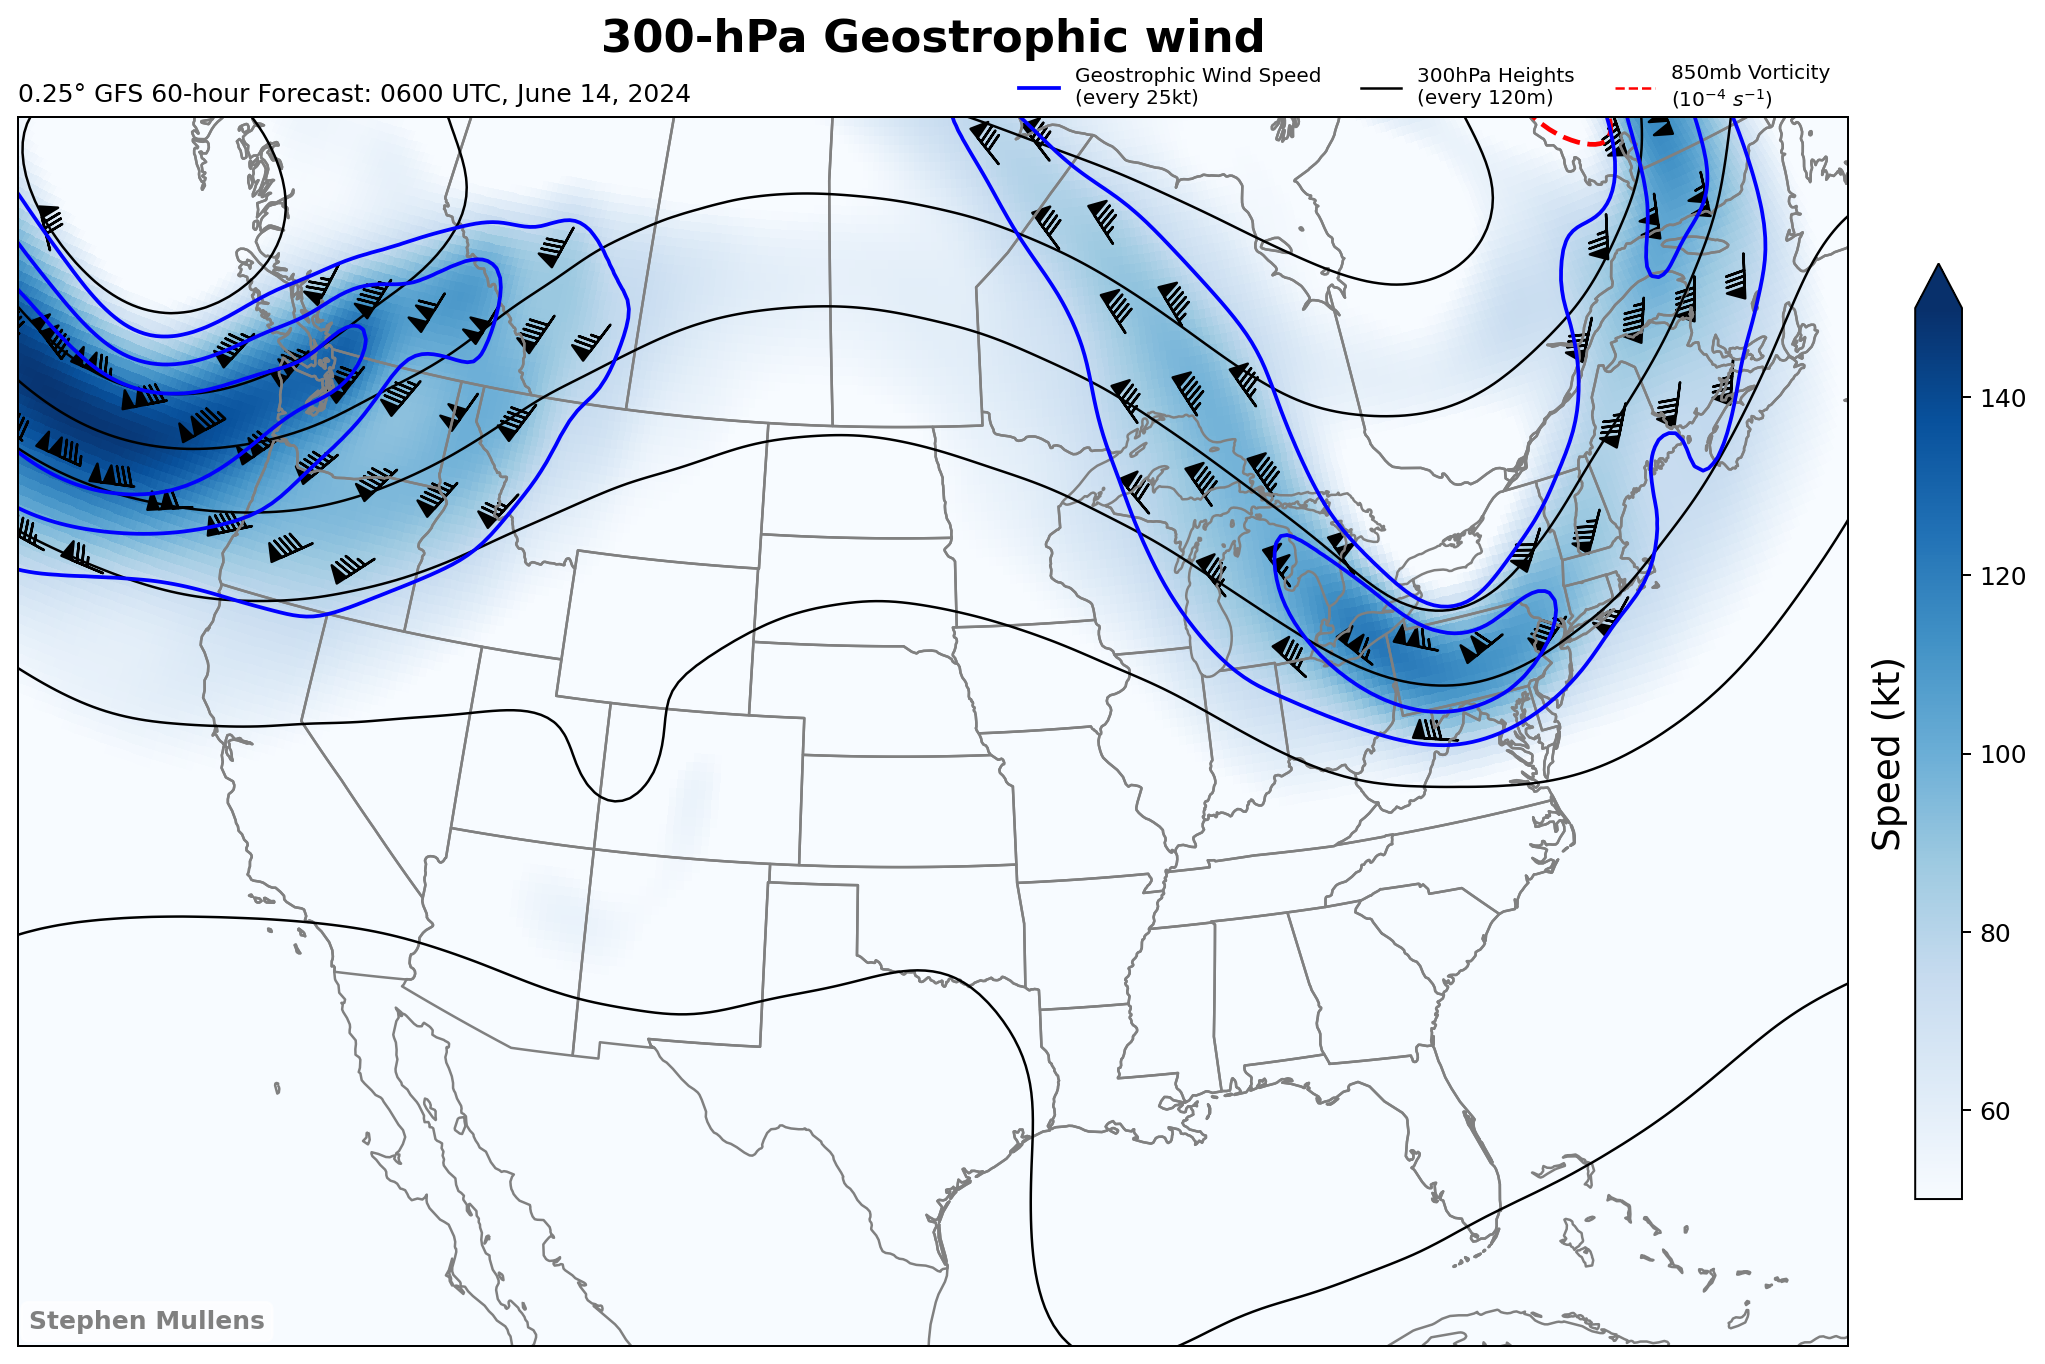 300-hPa Geostrophic wind
0.25° GFS 60-hour Forecast: 0600 UTC, June 14, 2024
Geostrophic Wind Speed
(every 25kt)
300hPa Heights
(every 120m)
850mb Vorticity
(10⁻⁴ s⁻¹)
140
120
100
80
60
Speed (kt)
Stephen Mullens